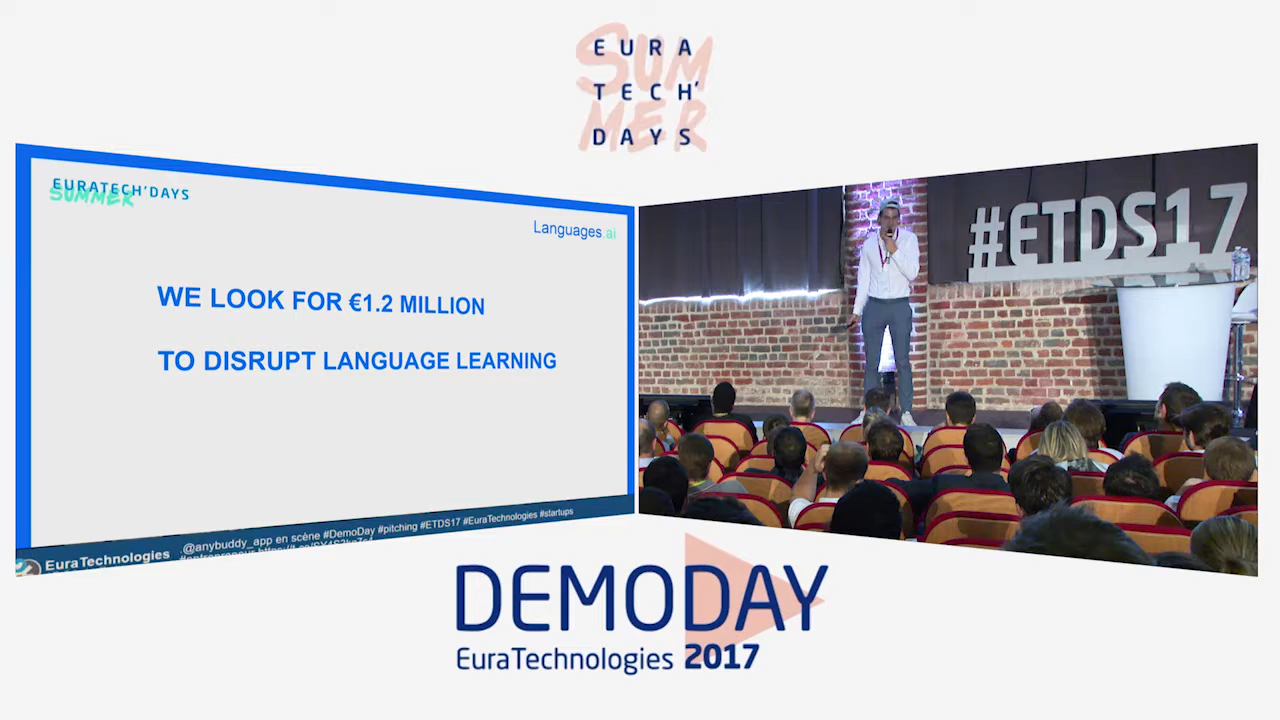 EURA
TECH'
DAYS
SUMMER
EURATECH'DAYS
SUMMER
Languages.ai
WE LOOK FOR €1.2 MILLION
TO DISRUPT LANGUAGE LEARNING
EuraTechnologies
.@anybuddy_app en scène #DemoDay #pitching #ETDS17 #EuraTechnologies #startups
#ETDS17
DEMODAY
EuraTechnologies 2017